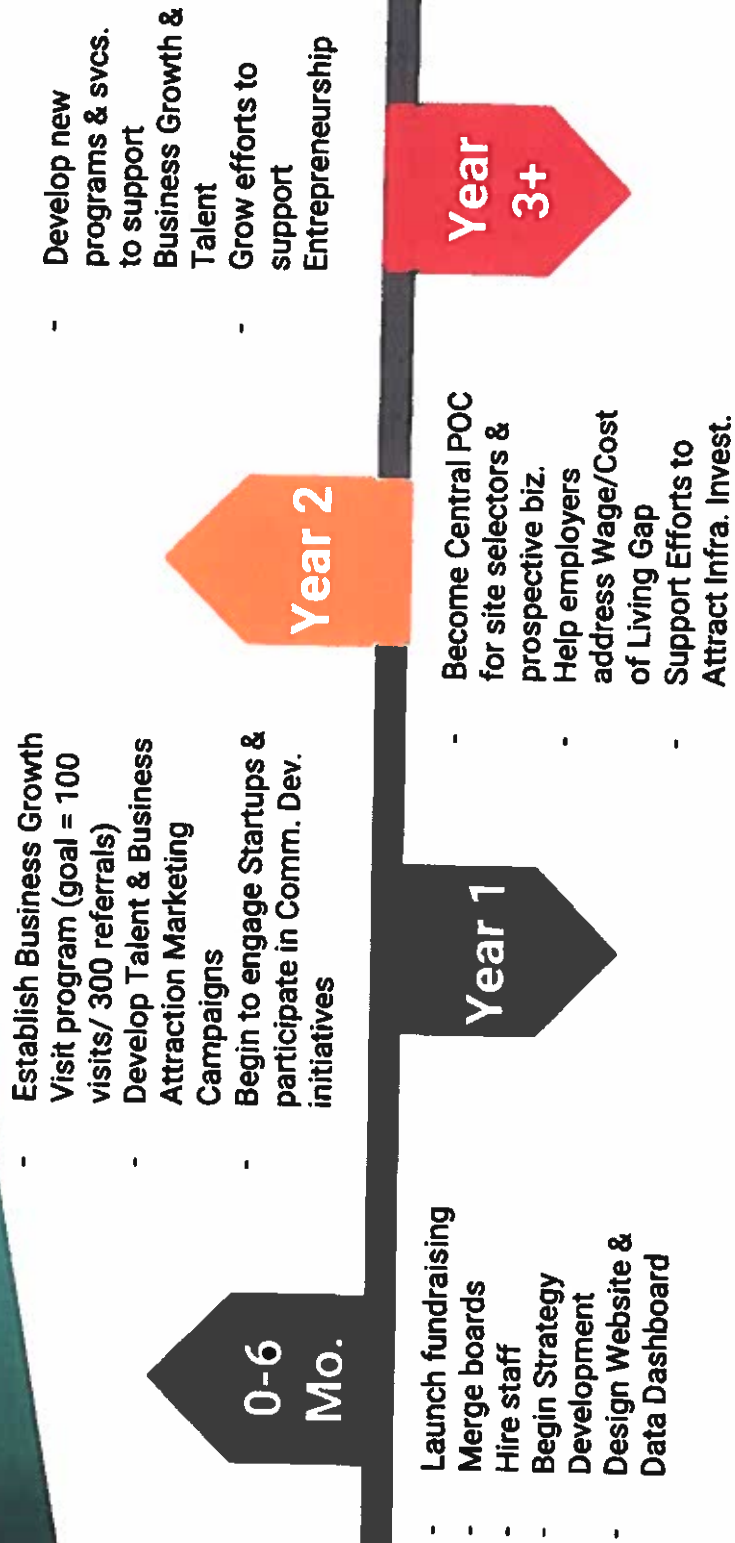 0-6
Mo.
- Launch fundraising
- Merge boards
- Hire staff
- Begin Strategy
Development
- Design Website &
Data Dashboard
- Establish Business Growth
Visit program (goal = 100
visits/ 300 referrals)
- Develop Talent & Business
Attraction Marketing
Campaigns
- Begin to engage Startups &
participate in Comm. Dev.
initiatives
Year 1
Year 2
- Become Central POC
for site selectors &
prospective biz.
- Help employers
address Wage/Cost
of Living Gap
- Support Efforts to
Attract Infra. Invest.
- Develop new
programs & svcs.
to support
Business Growth &
Talent
- Grow efforts to
support
Entrepreneurship
Year
3+